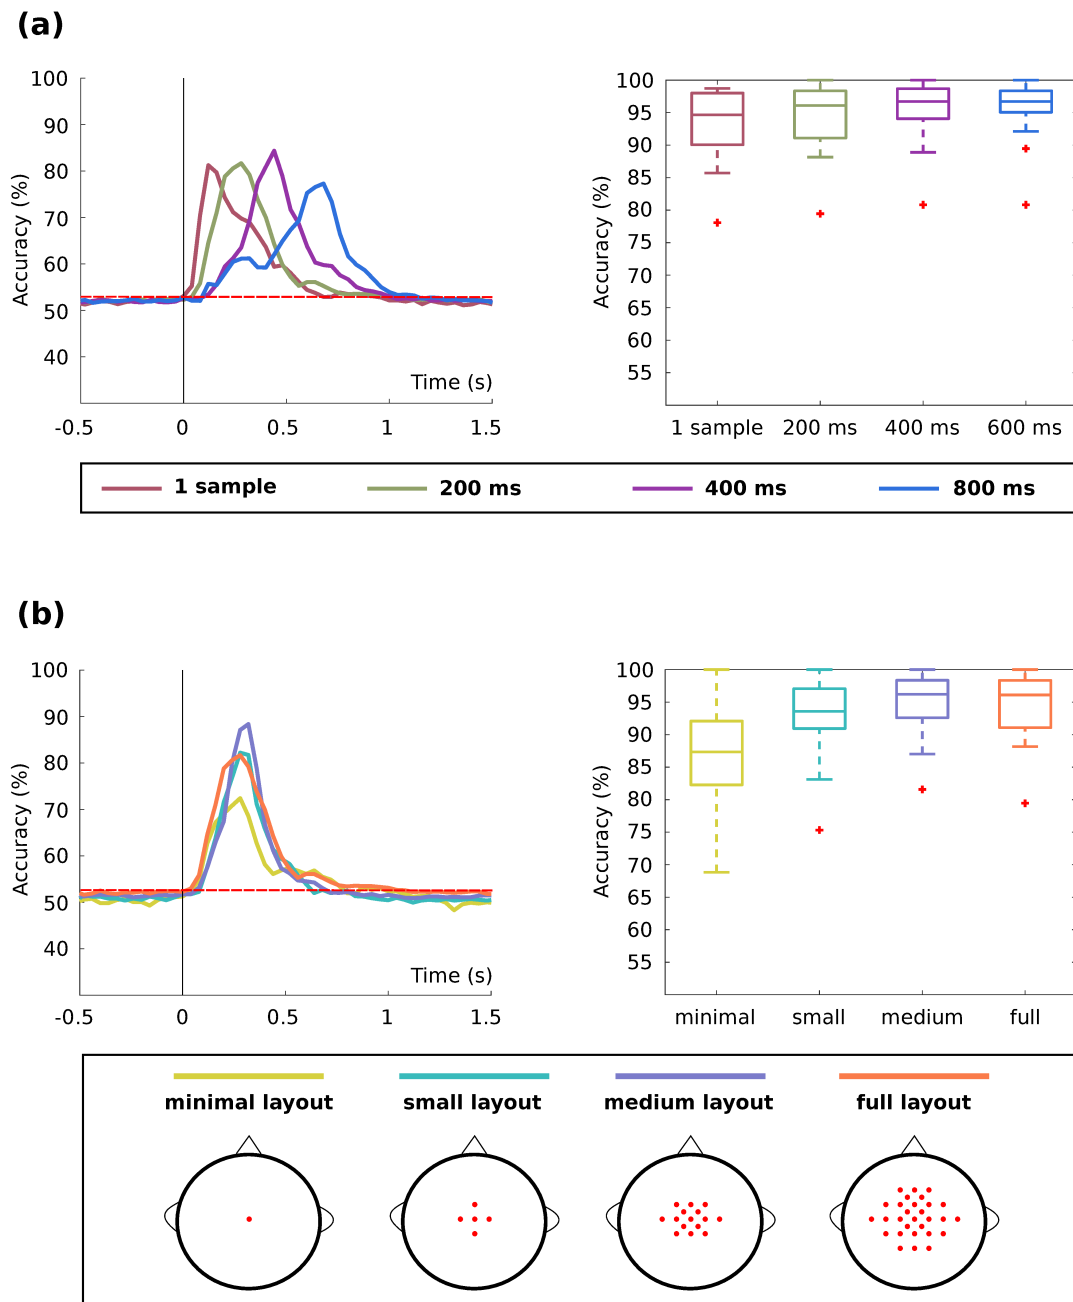 (a)
100
90
80
70
60
50
40
Accuracy (%)
Time (s)
-0.5 0 0.5 1 1.5
100
95
90
85
80
75
70
65
60
55
Accuracy (%)
1 sample 200 ms 400 ms 600 ms
1 sample 200 ms 400 ms 800 ms
(b)
100
90
80
70
60
50
40
Accuracy (%)
Time (s)
-0.5 0 0.5 1 1.5
100
95
90
85
80
75
70
65
60
55
Accuracy (%)
minimal small medium full
minimal layout small layout medium layout full layout